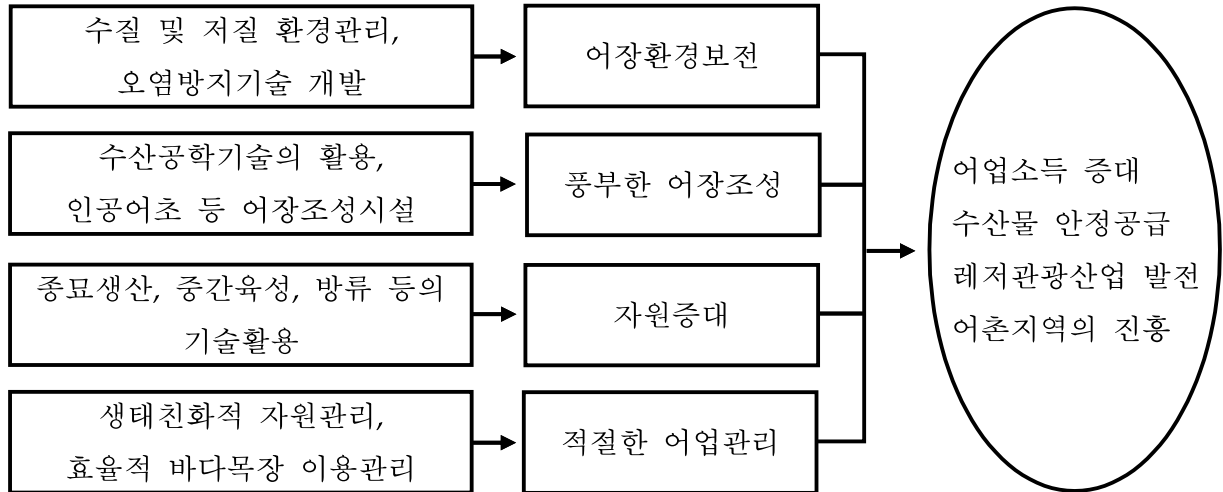 수질 및 저질 환경관리,
오염방지기술 개발
어장환경보전
수산공학기술의 활용,
인공어초 등 어장조성시설
풍부한 어장조성
종묘생산, 중간육성, 방류 등의
기술활용
자원증대
생태친화적 자원관리,
효율적 바다목장 이용관리
적절한 어업관리
어업소득 증대
수산물 안정공급
레저관광산업 발전
어촌지역의 진흥